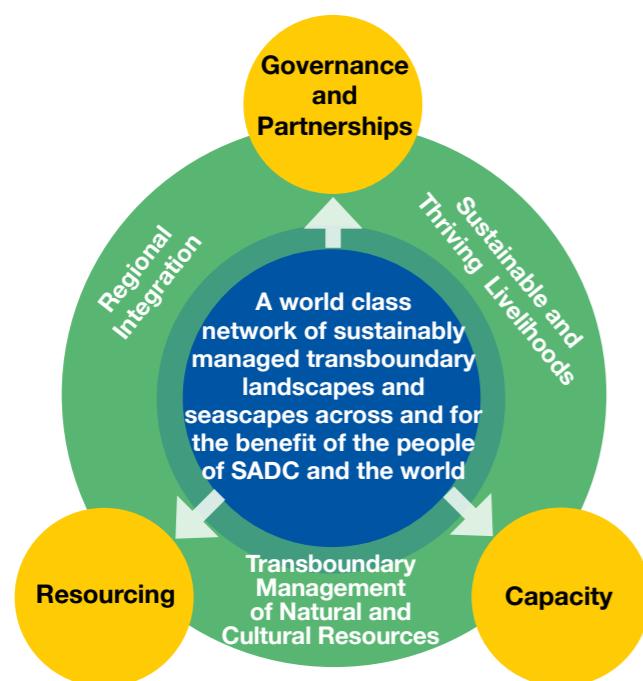 Governance
and
Partnerships
Regional
Integration
Sustainable and
Thriving Livelihoods
A world class
network of sustainably
managed transboundary
landscapes and
seascapes across and for
the benefit of the people
of SADC and the world
Resourcing
Transboundary
Management
of Natural and
Cultural Resources
Capacity